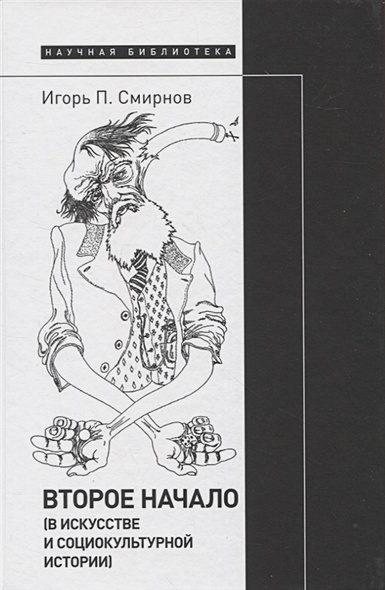 НАУЧНАЯ БИБЛИОТЕКА
Игорь П. Смирнов
ВТОРОЕ НАЧАЛО
(В ИСКУССТВЕ
И СОЦИОКУЛЬТУРНОЙ
ИСТОРИИ)